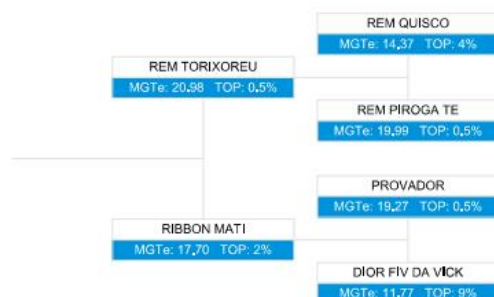 REM QUISCO
MGTe: 14.37 TOP: 4%
REM TORIXOREU
MGTe: 20.98 TOP: 0.5%
REM PIROGA TE
MGTe: 19.99 TOP: 0.5%
PROVADOR
MGTe: 19.27 TOP: 0.5%
RIBBON MATI
MGTe: 17.70 TOP: 2%
DIOR FIV DA VICK
MGTe: 11.77 TOP: 9%